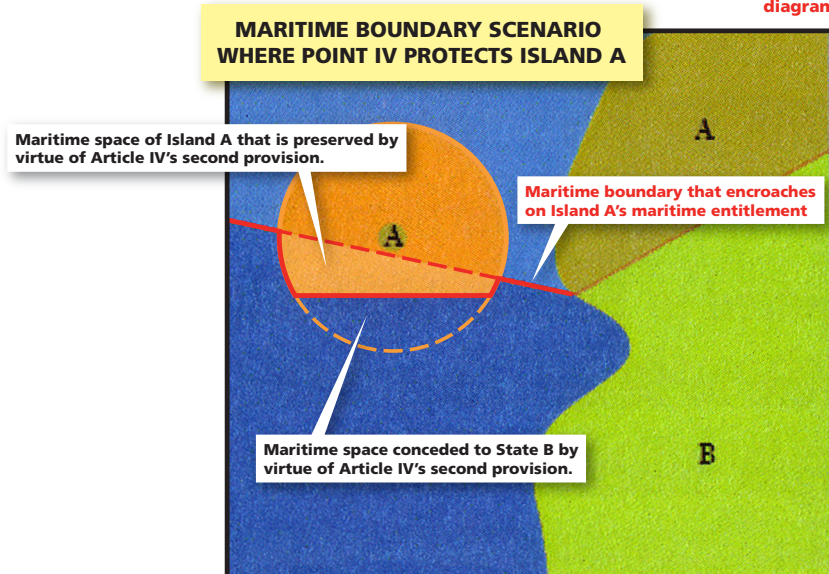 diagran
MARITIME BOUNDARY SCENARIO
WHERE POINT IV PROTECTS ISLAND A
Maritime space of Island A that is preserved by
virtue of Article IV's second provision.
A
Maritime boundary that encroaches
on Island A's maritime entitlement
A
Maritime space conceded to State B by
virtue of Article IV's second provision.
B